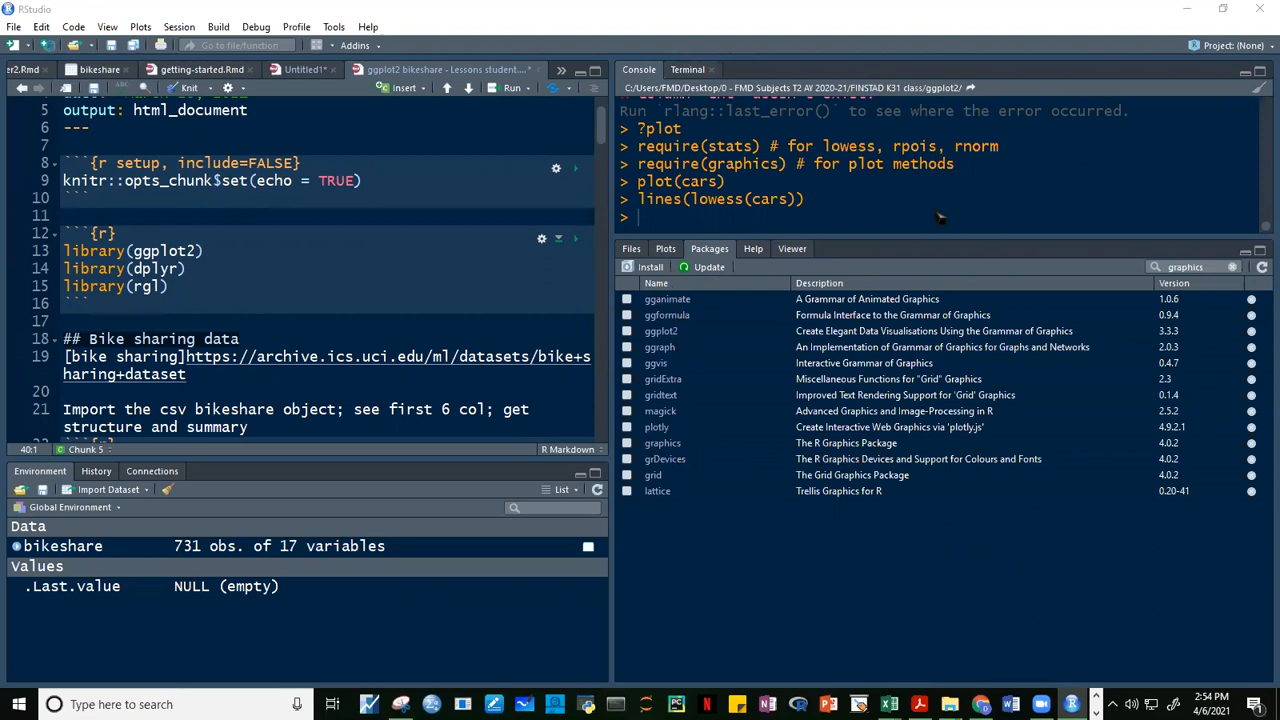 RStudio
File Edit Code View Plots Session Build Debug Profile Tools Help
Go to file/function Addins Project: (None)
er2.Rmd bikeshare getting-started.Rmd Untitled1* ggplot2 bikeshare - Lessons student....*
Knit Insert Run
5 output: html_document
6 ---
7
8 ```{r setup, include=FALSE}
9 knitr::opts_chunk$set(echo = TRUE)
10 ```
11
12 ```{r}
13 library(ggplot2)
14 library(dplyr)
15 library(rgl)
16 ```
17
18 ## Bike sharing data
19 [bike sharing]https://archive.ics.uci.edu/ml/datasets/bike+s
haring+dataset
20
21 Import the csv bikeshare object; see first 6 col; get
structure and summary
40:1 Chunk 5 R Markdown
Environment History Connections
Import Dataset List
Global Environment
Data
bikeshare 731 obs. of 17 variables
Values
.Last.value NULL (empty)
Console Terminal
C:/Users/FMD/Desktop/0 - FMD Subjects T2 AY 2020-21/FINSTAD K31 class/ggplot2/
Run `rlang::last_error()` to see where the error occurred.
> ?plot
> require(stats) # for lowess, rpois, rnorm
> require(graphics) # for plot methods
> plot(cars)
> lines(lowess(cars))
>
Files Plots Packages Help Viewer
Install Update graphics
Name Description Version
gganimate A Grammar of Animated Graphics 1.0.6
ggformula Formula Interface to the Grammar of Graphics 0.9.4
ggplot2 Create Elegant Data Visualisations Using the Grammar of Graphics 3.3.3
ggraph An Implementation of Grammar of Graphics for Graphs and Networks 2.0.3
ggvis Interactive Grammar of Graphics 0.4.7
gridExtra Miscellaneous Functions for "Grid" Graphics 2.3
gridtext Improved Text Rendering Support for 'Grid' Graphics 0.1.4
magick Advanced Graphics and Image-Processing in R 2.5.2
plotly Create Interactive Web Graphics via 'plotly.js' 4.9.2.1
graphics The R Graphics Package 4.0.2
grDevices The R Graphics Devices and Support for Colours and Fonts 4.0.2
grid The Grid Graphics Package 4.0.2
lattice Trellis Graphics for R 0.20-41
Type here to search
2:54 PM
4/6/2021